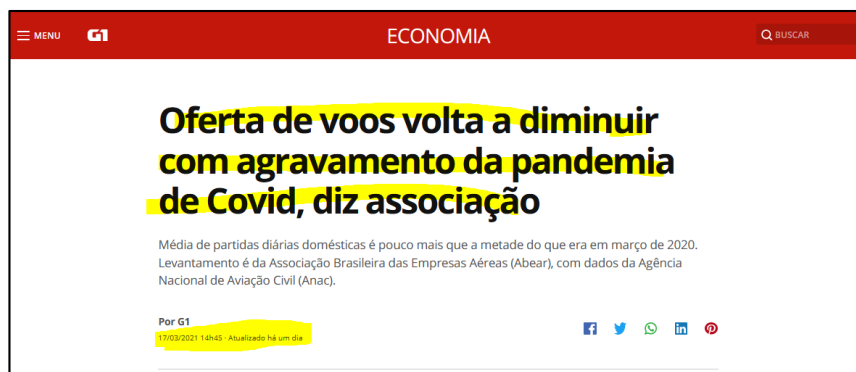 MENU G1 ECONOMIA BUSCAR
Oferta de voos volta a diminuir
com agravamento da pandemia
de Covid, diz associação
Média de partidas diárias domésticas é pouco mais que a metade do que era em março de 2020.
Levantamento é da Associação Brasileira das Empresas Aéreas (Abear), com dados da Agência
Nacional de Aviação Civil (Anac).
Por G1
17/03/2021 14h45 · Atualizado há um dia